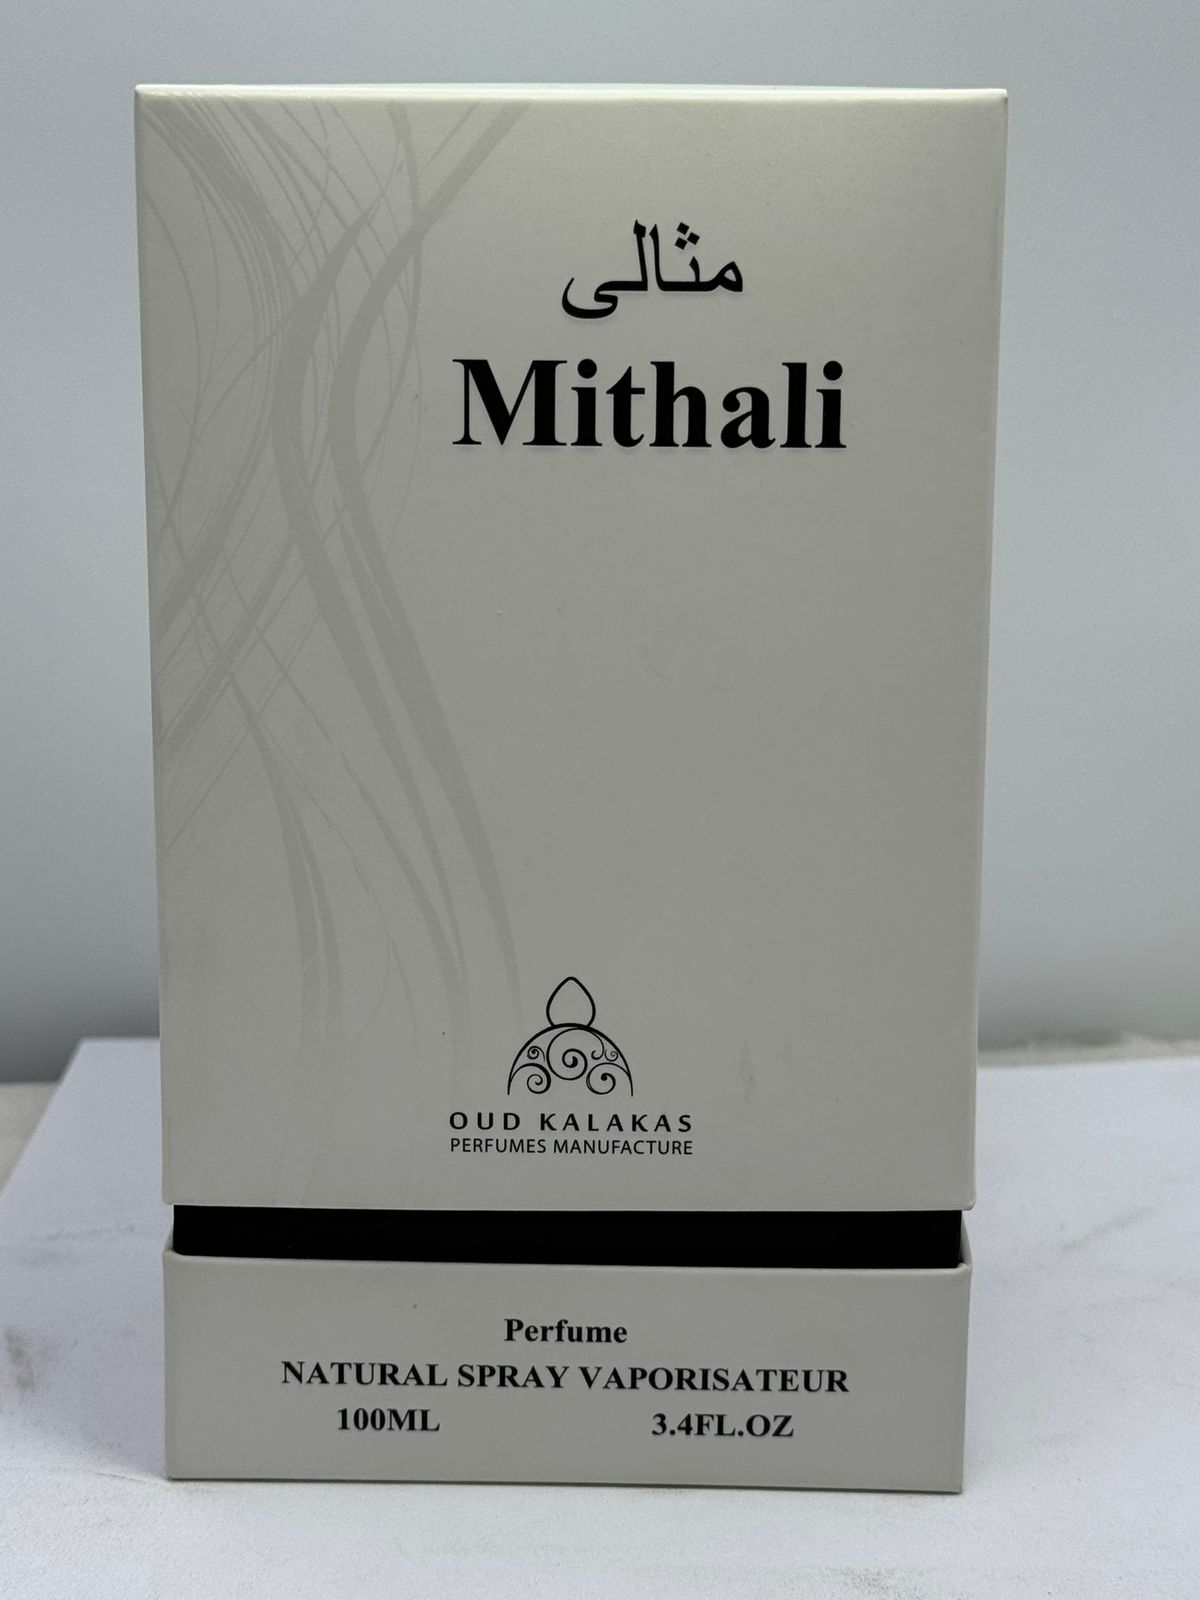 مثالى
Mithali
OUD KALAKAS
PERFUMES MANUFACTURE
Perfume
NATURAL SPRAY VAPORISATEUR
100ML 3.4FL.OZ